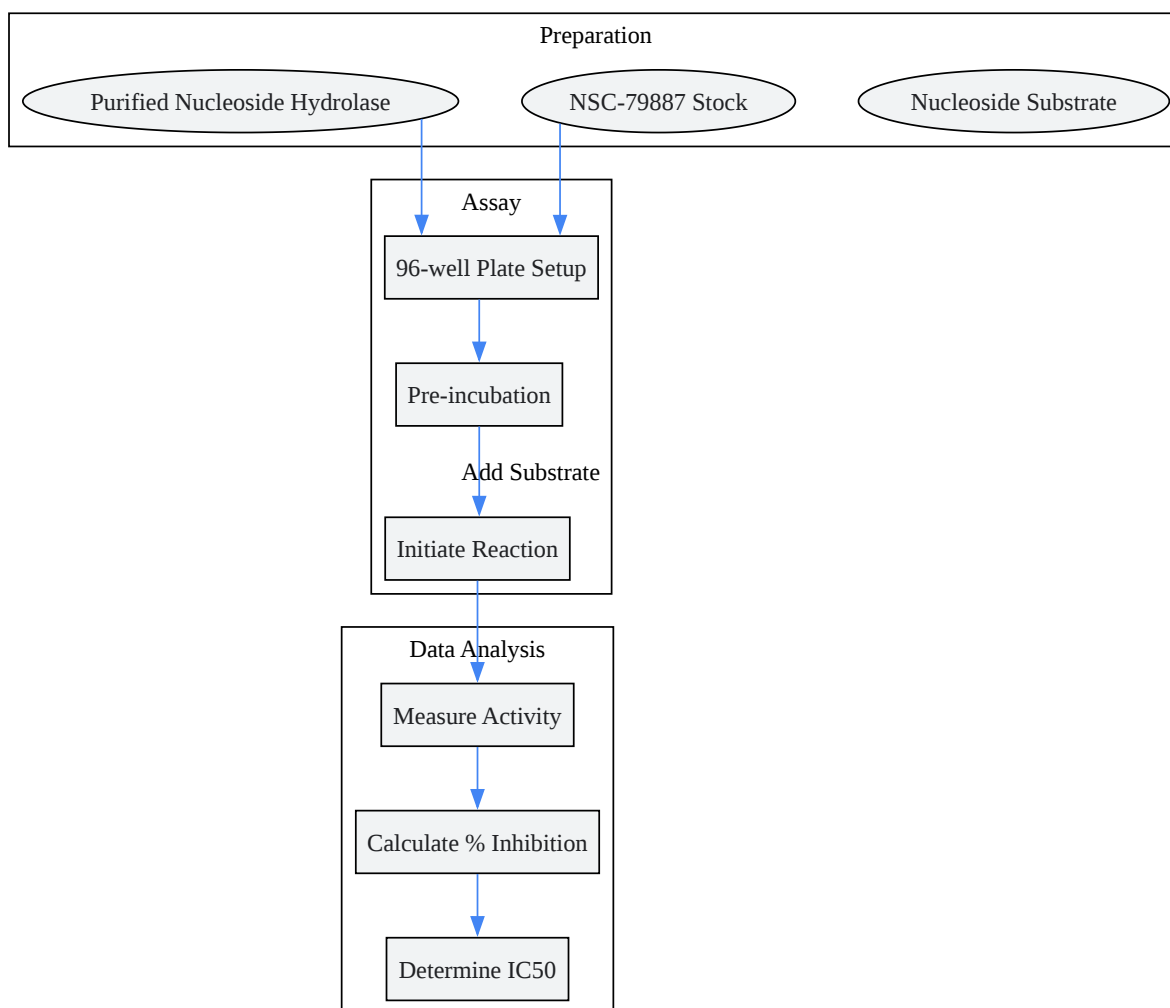 Preparation
Purified Nucleoside Hydrolase
NSC-79887 Stock
Nucleoside Substrate
Assay
96-well Plate Setup
Pre-incubation
Add Substrate
Initiate Reaction
Data Analysis
Measure Activity
Calculate % Inhibition
Determine IC50